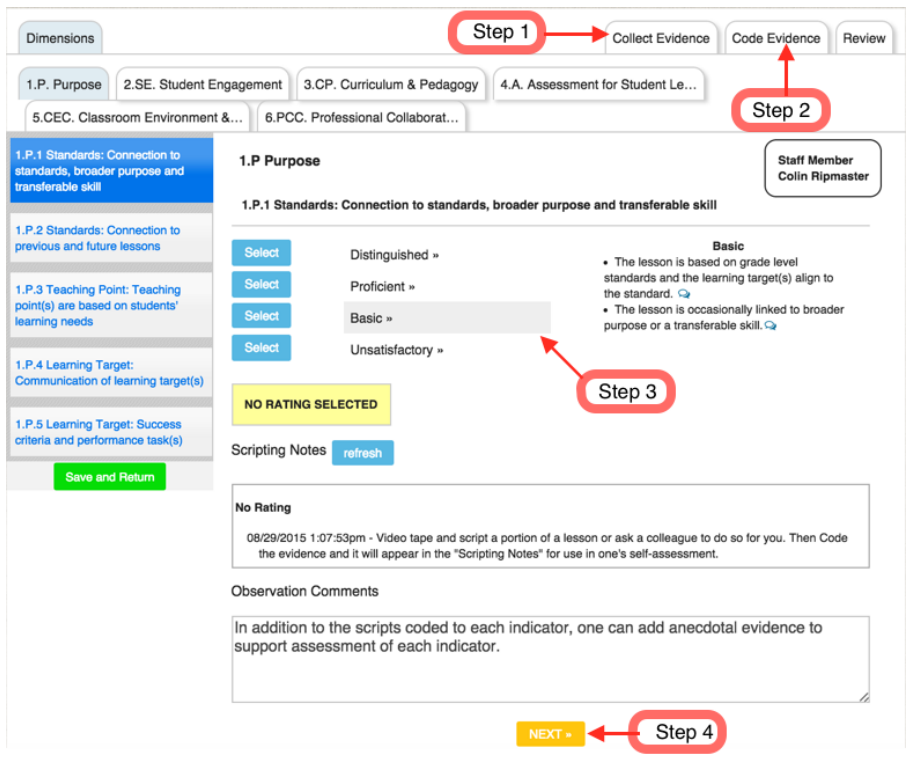 Step 1
Dimensions
Collect Evidence
Code Evidence
Review
1.P. Purpose
2.SE. Student Engagement
3.CP. Curriculum & Pedagogy
4.A. Assessment for Student Le...
Step 2
5.CEC. Classroom Environment &...
6.PCC. Professional Collaborat...
1.P.1 Standards: Connection to
standards, broader purpose and
transferable skill
1.P.2 Standards: Connection to
previous and future lessons
1.P.3 Teaching Point: Teaching
point(s) are based on students'
learning needs
1.P.4 Learning Target:
Communication of learning target(s)
1.P.5 Learning Target: Success
criteria and performance task(s)
Save and Return
1.P Purpose
Staff Member
Colin Ripmaster
1.P.1 Standards: Connection to standards, broader purpose and transferable skill
Select
Distinguished »
Select
Proficient »
Select
Basic »
Select
Unsatisfactory »
Basic
• The lesson is based on grade level
standards and the learning target(s) align to
the standard.
• The lesson is occasionally linked to broader
purpose or a transferable skill.
Step 3
NO RATING SELECTED
Scripting Notes
refresh
No Rating
08/29/2015 1:07:53pm - Video tape and script a portion of a lesson or ask a colleague to do so for you. Then Code
the evidence and it will appear in the "Scripting Notes" for use in one's self-assessment.
Observation Comments
In addition to the scripts coded to each indicator, one can add anecdotal evidence to
support assessment of each indicator.
NEXT »
Step 4